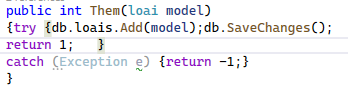 public int Them(loai model)
{try {db.loais.Add(model);db.SaveChanges();
return 1;   }
catch (Exception e) {return -1;}
}